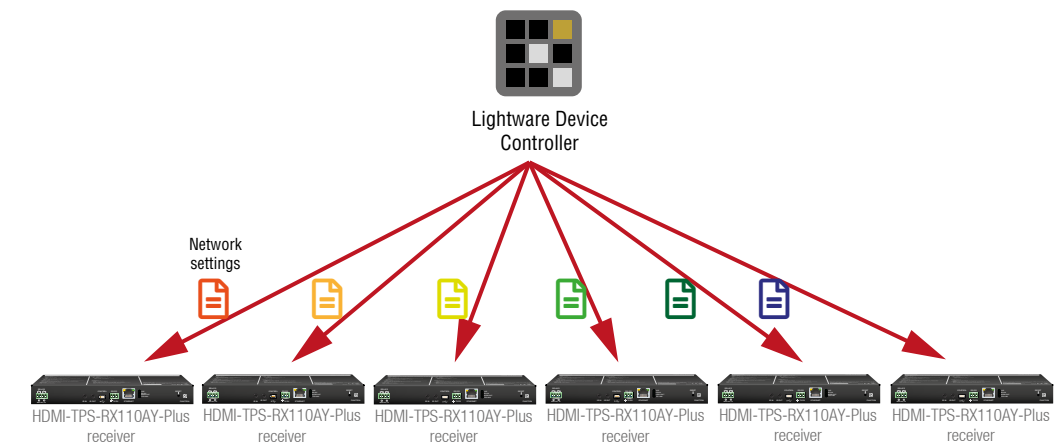 Lightware Device
Controller
Network
settings
HDMI-TPS-RX110AY-Plus
receiver
HDMI-TPS-RX110AY-Plus
receiver
HDMI-TPS-RX110AY-Plus
receiver
HDMI-TPS-RX110AY-Plus
receiver
HDMI-TPS-RX110AY-Plus
receiver
HDMI-TPS-RX110AY-Plus
receiver